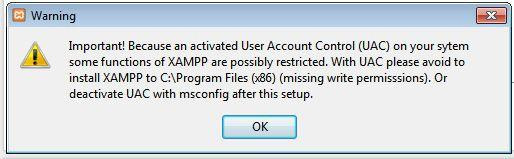 Warning
Important! Because an activated User Account Control (UAC) on your sytem
some functions of XAMPP are possibly restricted. With UAC please avoid to
install XAMPP to C:\Program Files (x86) (missing write permisssions). Or
deactivate UAC with msconfig after this setup.
OK